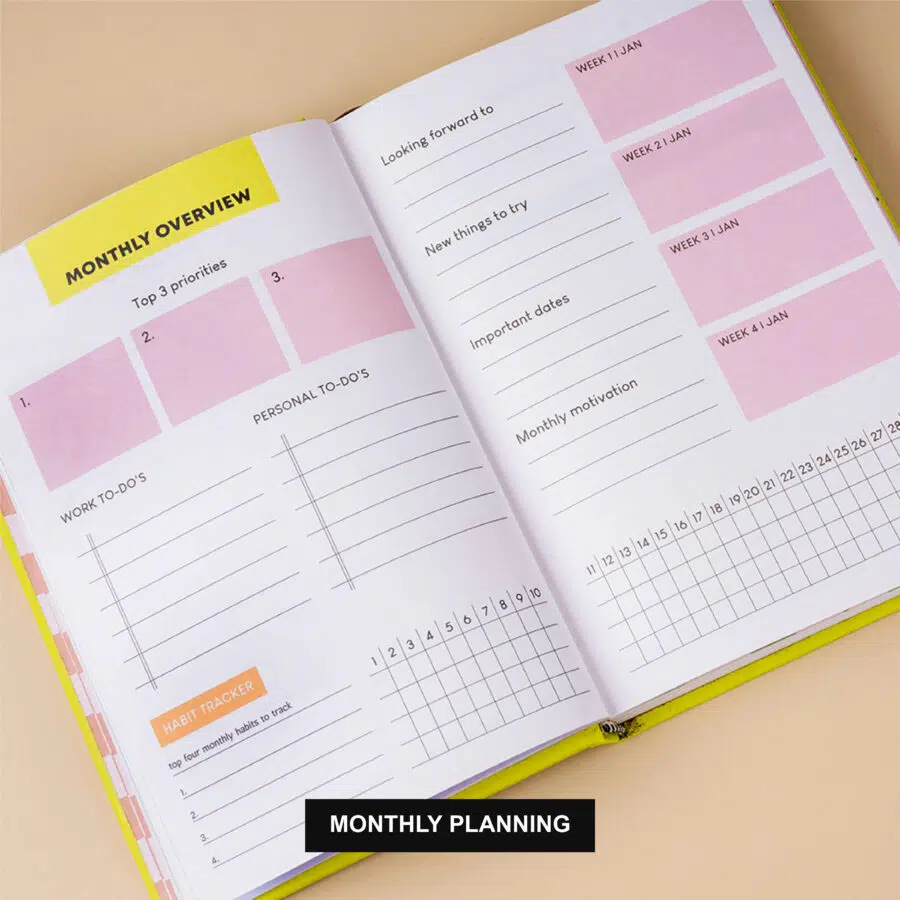 MONTHLY OVERVIEW
Top 3 priorities
1.
2.
3.
WORK TO-DO'S
PERSONAL TO-DO'S
HABIT TRACKER
top four monthly habits to track
1.
2.
3.
4.
1 2 3 4 5 6 7 8 9 10
Looking forward to
New things to try
Important dates
Monthly motivation
WEEK 1 | JAN
WEEK 2 | JAN
WEEK 3 | JAN
WEEK 4 | JAN
11 12 13 14 15 16 17 18 19 20 21 22 23 24 25 26 27 28
MONTHLY PLANNING